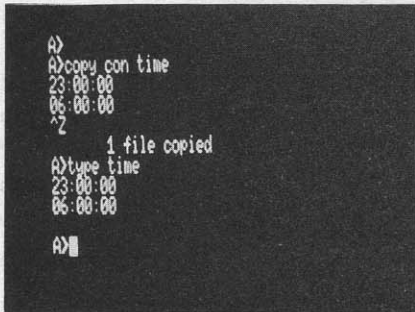 A>
A>copy con time
23:00:00
06:00:00
^Z
1 file copied
A>type time
23:00:00
06:00:00
A>